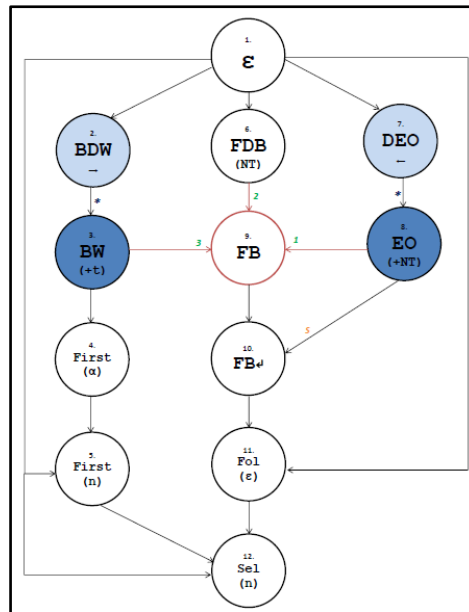 1.
ε
2.
BDW
→
6.
FDB
(NT)
7.
DEO
←
*
2
*
3.
BW
(+t)
3
9.
FB
1
8.
EO
(+NT)
4.
First
(α)
10.
FB↲
5
5.
First
(n)
11.
Fol
(ε)
12.
Sel
(n)